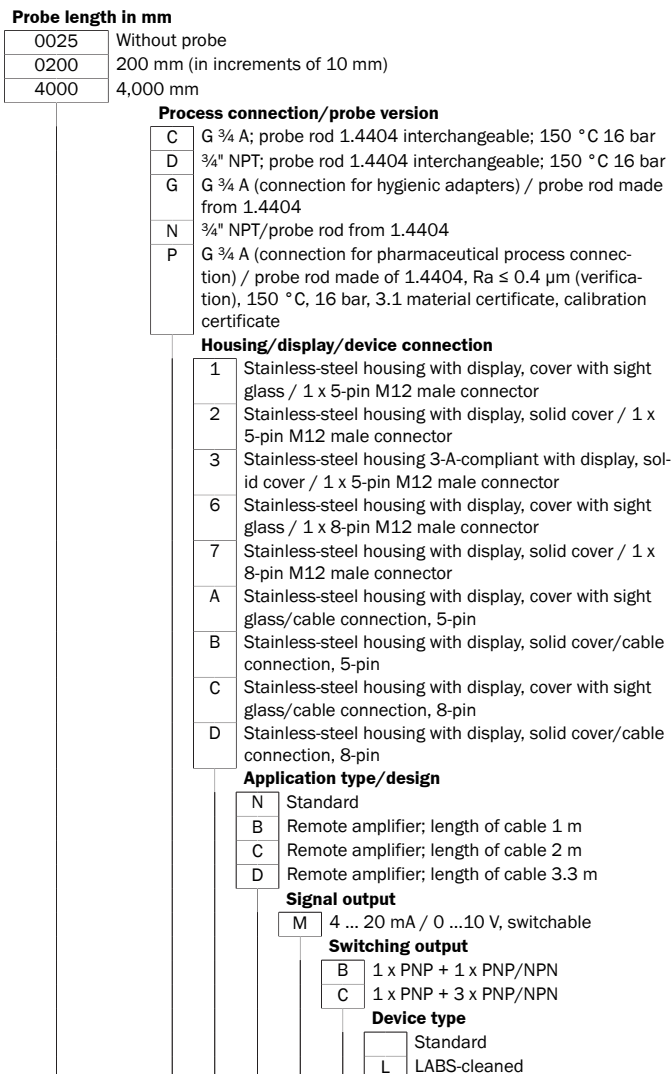 Probe length in mm
0025 Without probe
0200 200 mm (in increments of 10 mm)
4000 4,000 mm
Process connection/probe version
C G ¾ A; probe rod 1.4404 interchangeable; 150 °C 16 bar
D ¾" NPT; probe rod 1.4404 interchangeable; 150 °C 16 bar
G G ¾ A (connection for hygienic adapters) / probe rod made
from 1.4404
N ¾" NPT/probe rod from 1.4404
P G ¾ A (connection for pharmaceutical process connec-
tion) / probe rod made of 1.4404, Ra ≤ 0.4 µm (verifica-
tion), 150 °C, 16 bar, 3.1 material certificate, calibration
certificate
Housing/display/device connection
1 Stainless-steel housing with display, cover with sight
glass / 1 x 5-pin M12 male connector
2 Stainless-steel housing with display, solid cover / 1 x
5-pin M12 male connector
3 Stainless-steel housing 3-A-compliant with display, sol-
id cover / 1 x 5-pin M12 male connector
6 Stainless-steel housing with display, cover with sight
glass / 1 x 8-pin M12 male connector
7 Stainless-steel housing with display, solid cover / 1 x
8-pin M12 male connector
A Stainless-steel housing with display, cover with sight
glass/cable connection, 5-pin
B Stainless-steel housing with display, solid cover/cable
connection, 5-pin
C Stainless-steel housing with display, cover with sight
glass/cable connection, 8-pin
D Stainless-steel housing with display, solid cover/cable
connection, 8-pin
Application type/design
N Standard
B Remote amplifier; length of cable 1 m
C Remote amplifier; length of cable 2 m
D Remote amplifier; length of cable 3.3 m
Signal output
M 4 ... 20 mA / 0 ...10 V, switchable
Switching output
B 1 x PNP + 1 x PNP/NPN
C 1 x PNP + 3 x PNP/NPN
Device type
Standard
L LABS-cleaned